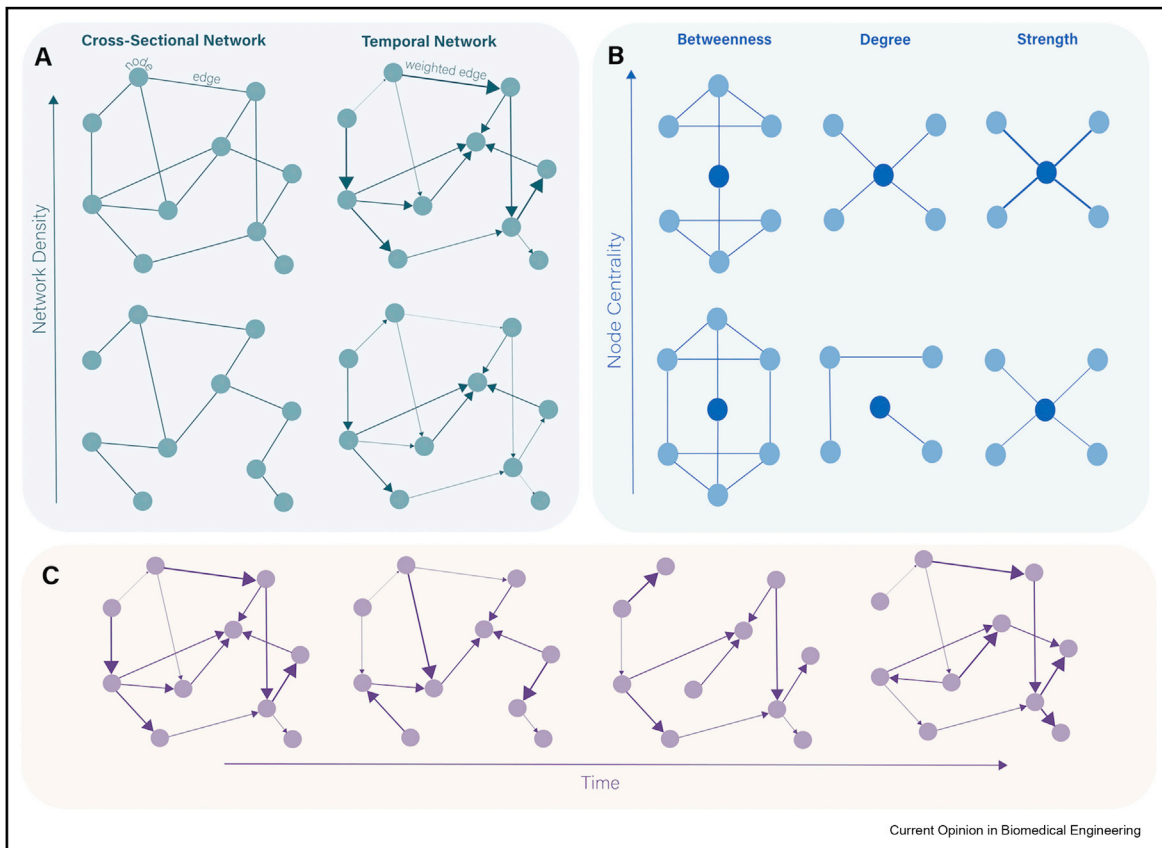 A
Cross-Sectional Network
Temporal Network
node
edge
weighted edge
Network Density
B
Betweenness
Degree
Strength
Node Centrality
C
Time
Current Opinion in Biomedical Engineering